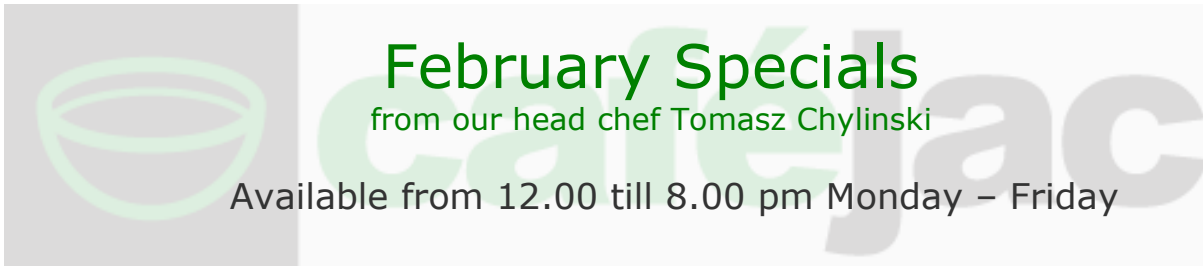 February Specials
from our head chef Tomasz Chylinski
Available from 12.00 till 8.00 pm Monday – Friday
caféjac